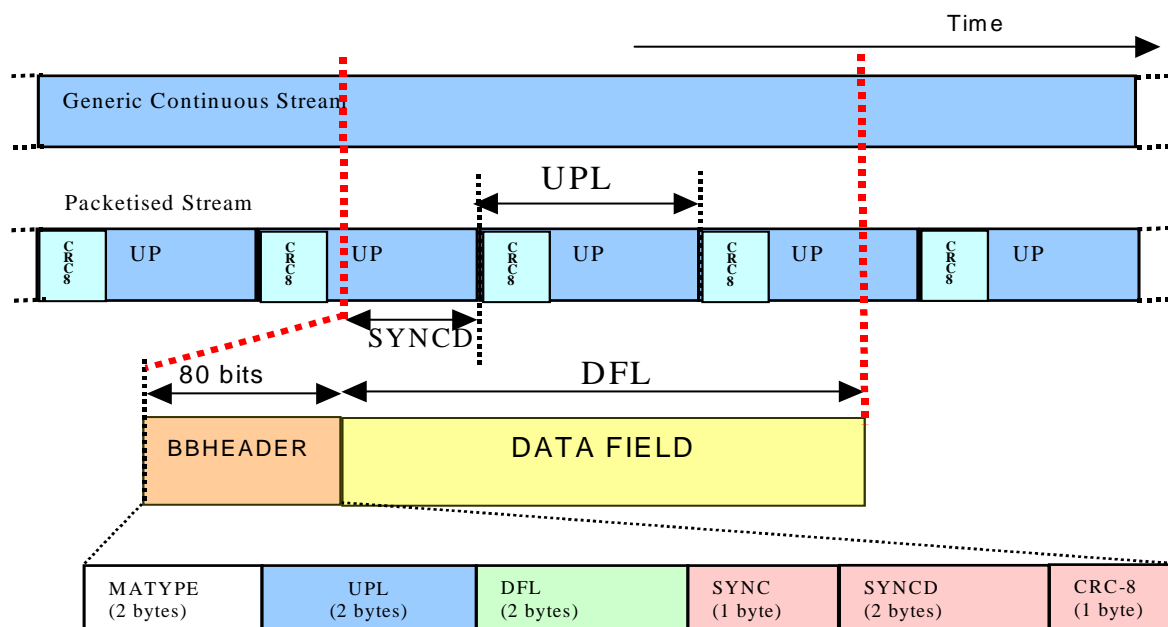 Time
Generic Continuous Stream
UPL
Packetised Stream
CRC8 UP CRC8 UP CRC8 UP CRC8 UP CRC8 UP
SYNCD
80 bits
DFL
BBHEADER
DATA FIELD
MATYPE
(2 bytes)
UPL
(2 bytes)
DFL
(2 bytes)
SYNC
(1 byte)
SYNCD
(2 bytes)
CRC-8
(1 byte)